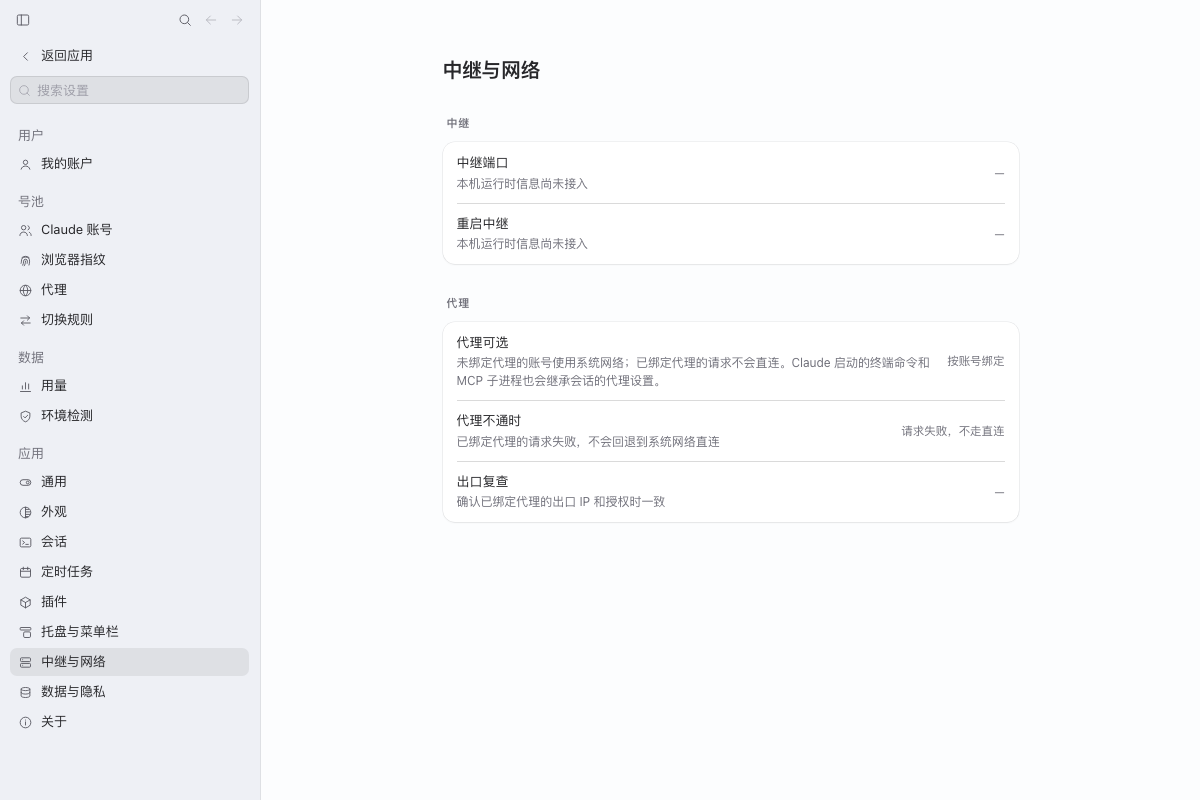 返回应用
搜索设置
用户
我的账户
号池
Claude 账号
浏览器指纹
代理
切换规则
数据
用量
环境检测
应用
通用
外观
会话
定时任务
插件
托盘与菜单栏
中继与网络
数据与隐私
关于
中继与网络
中继
中继端口
本机运行时信息尚未接入
—
重启中继
本机运行时信息尚未接入
—
代理
代理可选
未绑定代理的账号使用系统网络；已绑定代理的请求不会直连。Claude 启动的终端命令和
MCP 子进程也会继承会话的代理设置。
按账号绑定
代理不通时
已绑定代理的请求失败，不会回退到系统网络直连
请求失败，不走直连
出口复查
确认已绑定代理的出口 IP 和授权时一致
—